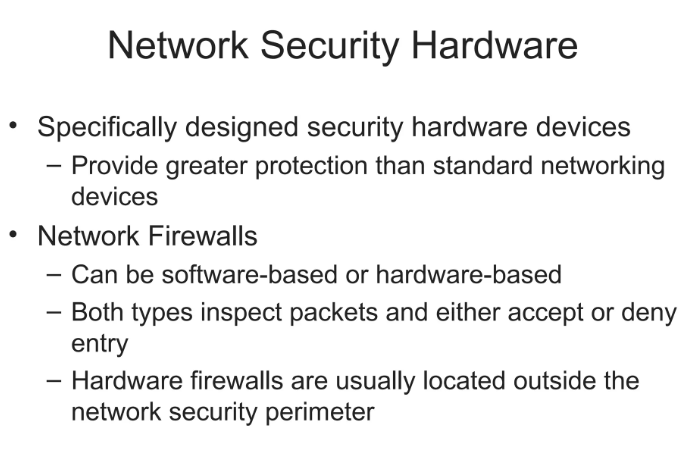 Network Security Hardware
• Specifically designed security hardware devices
– Provide greater protection than standard networking
devices
• Network Firewalls
– Can be software-based or hardware-based
– Both types inspect packets and either accept or deny
entry
– Hardware firewalls are usually located outside the
network security perimeter